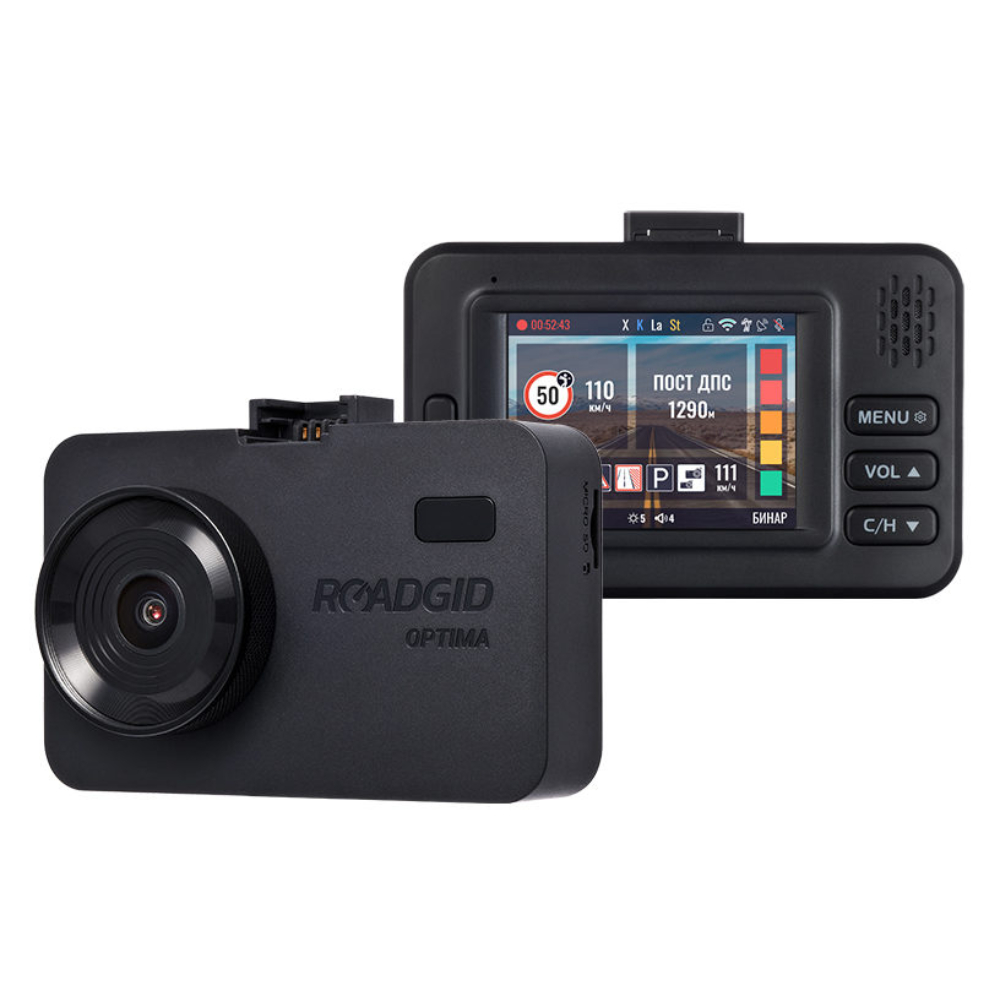 00:52:43 X K La St
50 110 км/ч
ПОСТ ДПС
1290м
P 111 км/ч
5 4 БИНАР
MENU
VOL ▲
C/H ▼
MICRO SD
ROADGID
OPTIMA